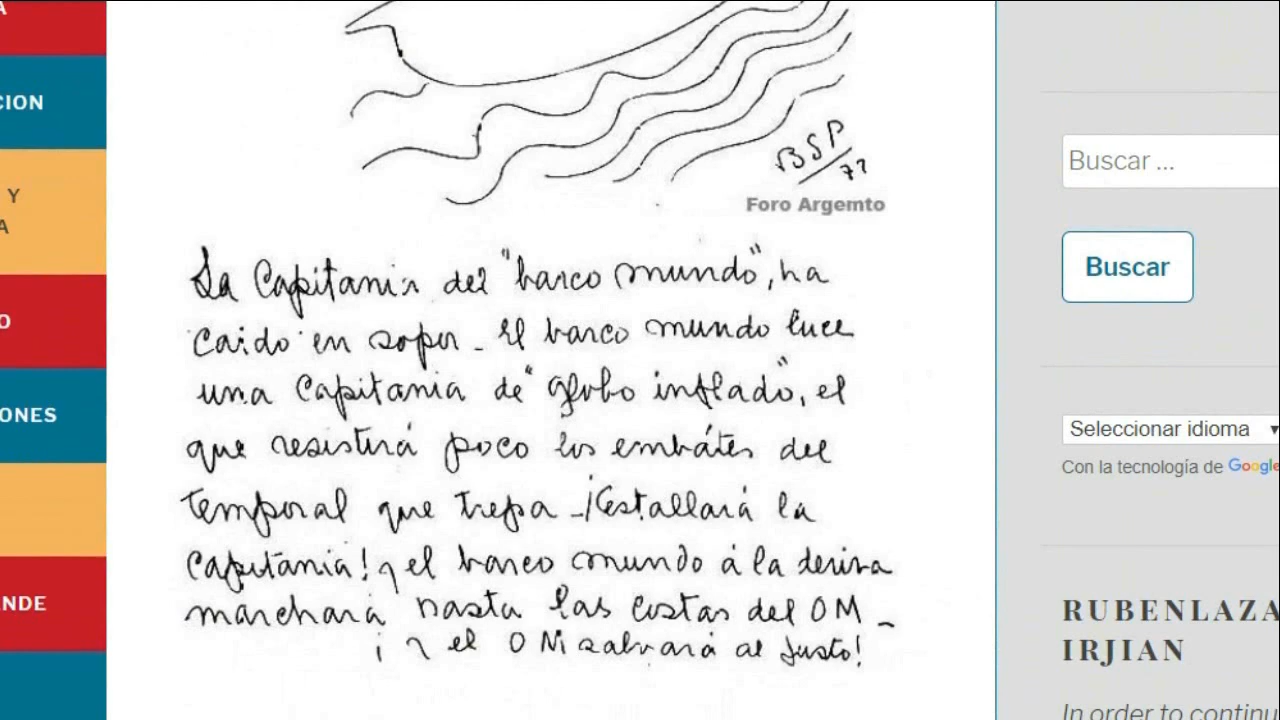 A
CION
Y
A
O
ONES
NDE
BSP
72
Foro Argemto
La Capitania del "barco mundo", ha
caido en sopor - El barco mundo luce
una Capitania de "globo inflado", el
que resistirá poco los embátes del
temporal que trepa - ¡Estallará la
capitania! y el barco mundo á la deriva
marchará hasta las costas del OM -
¡y el OM salvará al justo!
Buscar ...
Buscar
Seleccionar idioma
Con la tecnología de Google
RUBENLAZA
IRJIAN
In order to continu